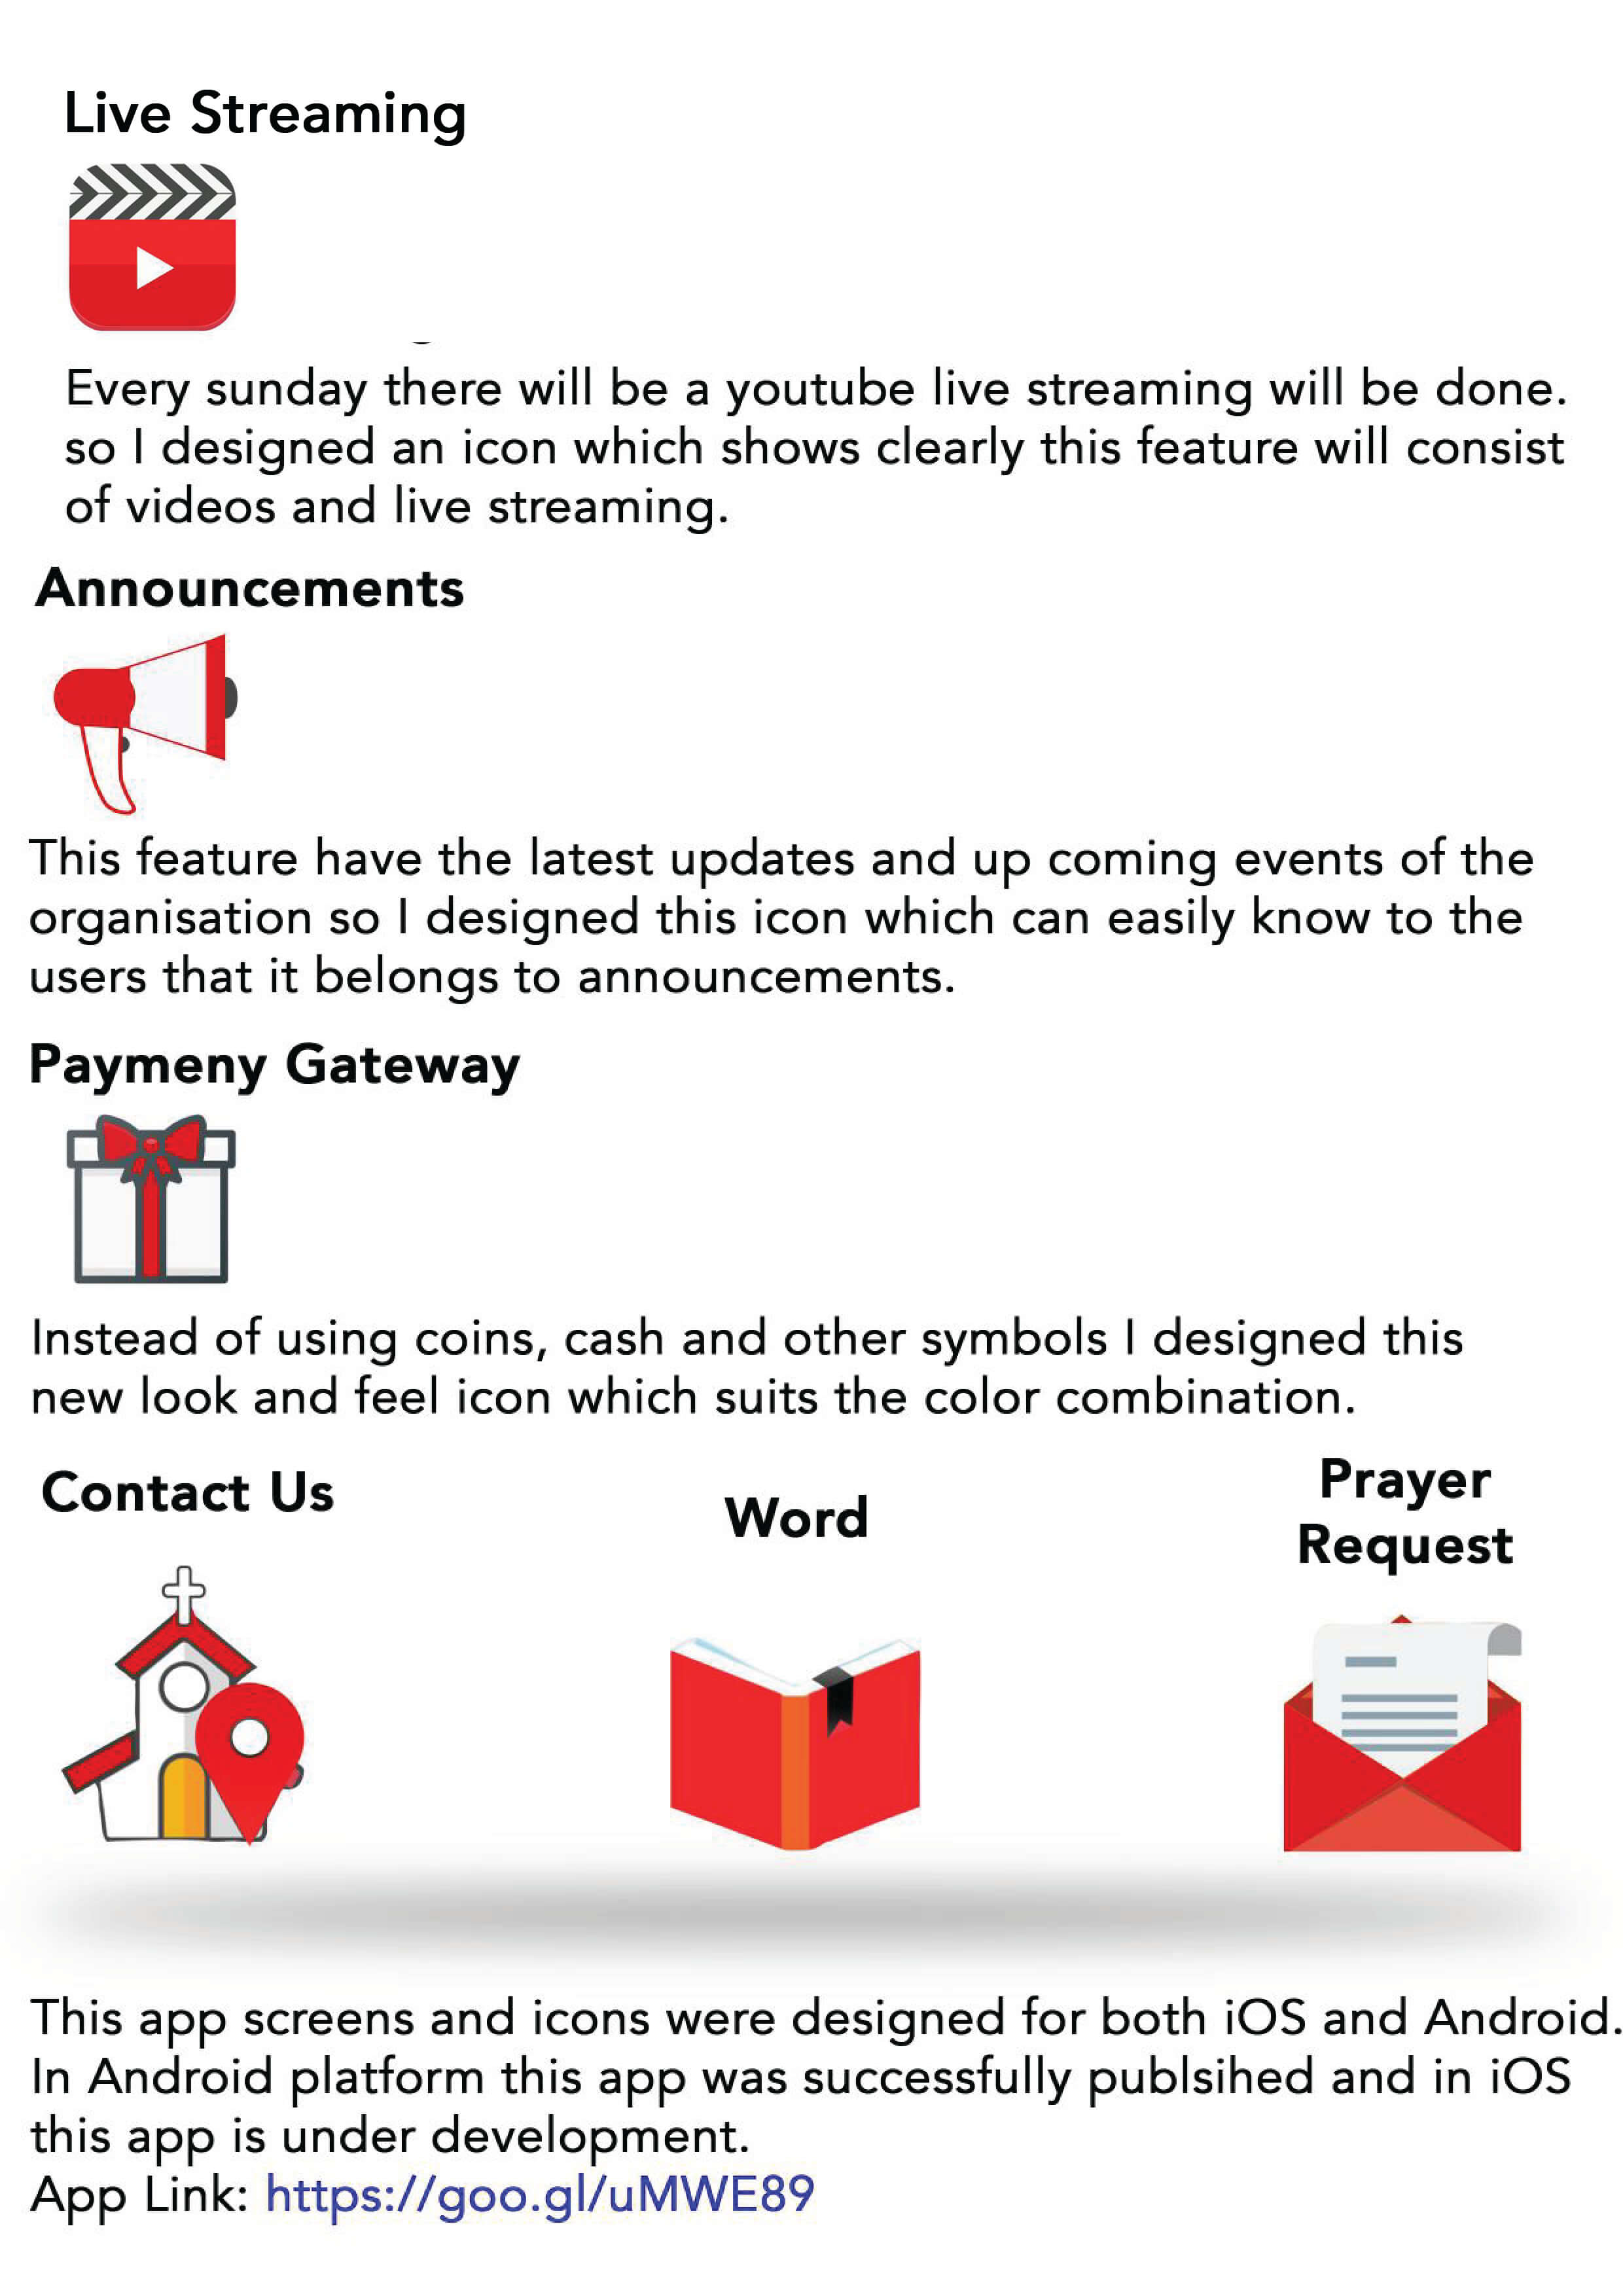 Live Streaming
Every sunday there will be a youtube live streaming will be done.
so I designed an icon which shows clearly this feature will consist
of videos and live streaming.
Announcements
This feature have the latest updates and up coming events of the
organisation so I designed this icon which can easily know to the
users that it belongs to announcements.
Paymeny Gateway
Instead of using coins, cash and other symbols I designed this
new look and feel icon which suits the color combination.
Contact Us
Word
Prayer
Request
This app screens and icons were designed for both iOS and Android.
In Android platform this app was successfully publsihed and in iOS
this app is under development.
App Link: https://goo.gl/uMWE89